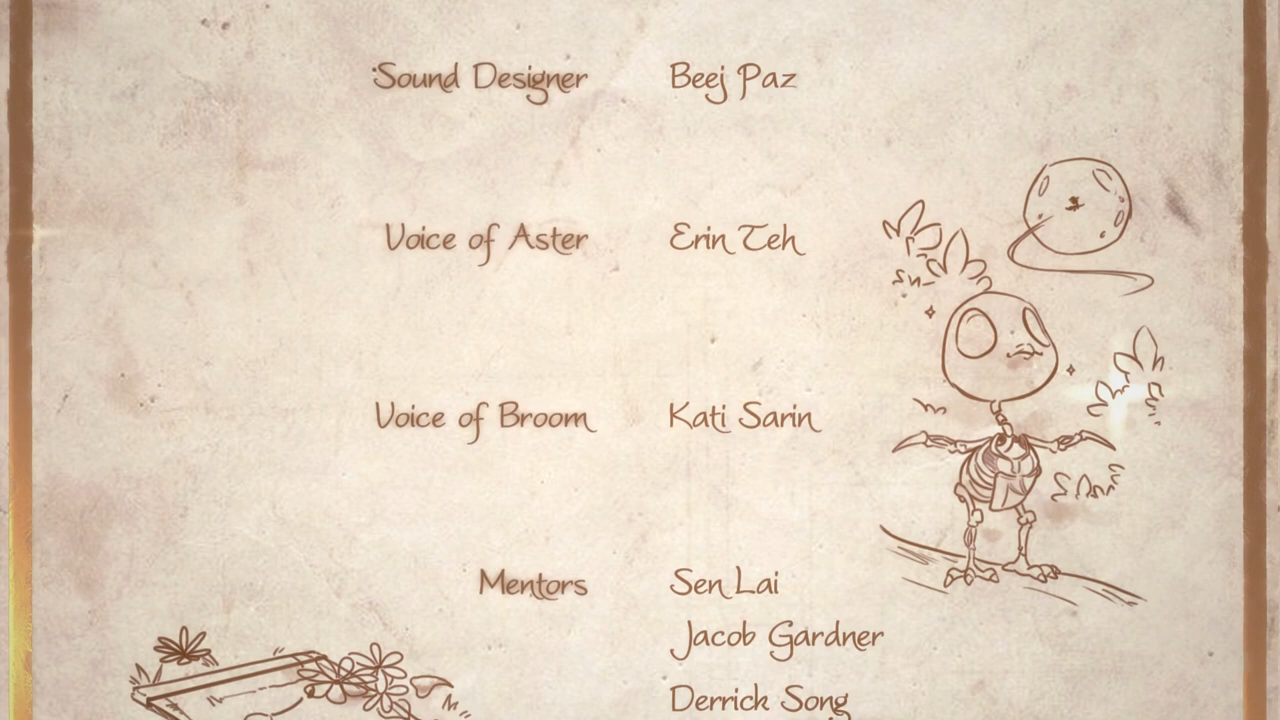 Sound Designer Beej Paz
Voice of Aster Erin Teh
Voice of Broom Kati Sarin
Mentors Sen Lai
Jacob Gardner
Derrick Song